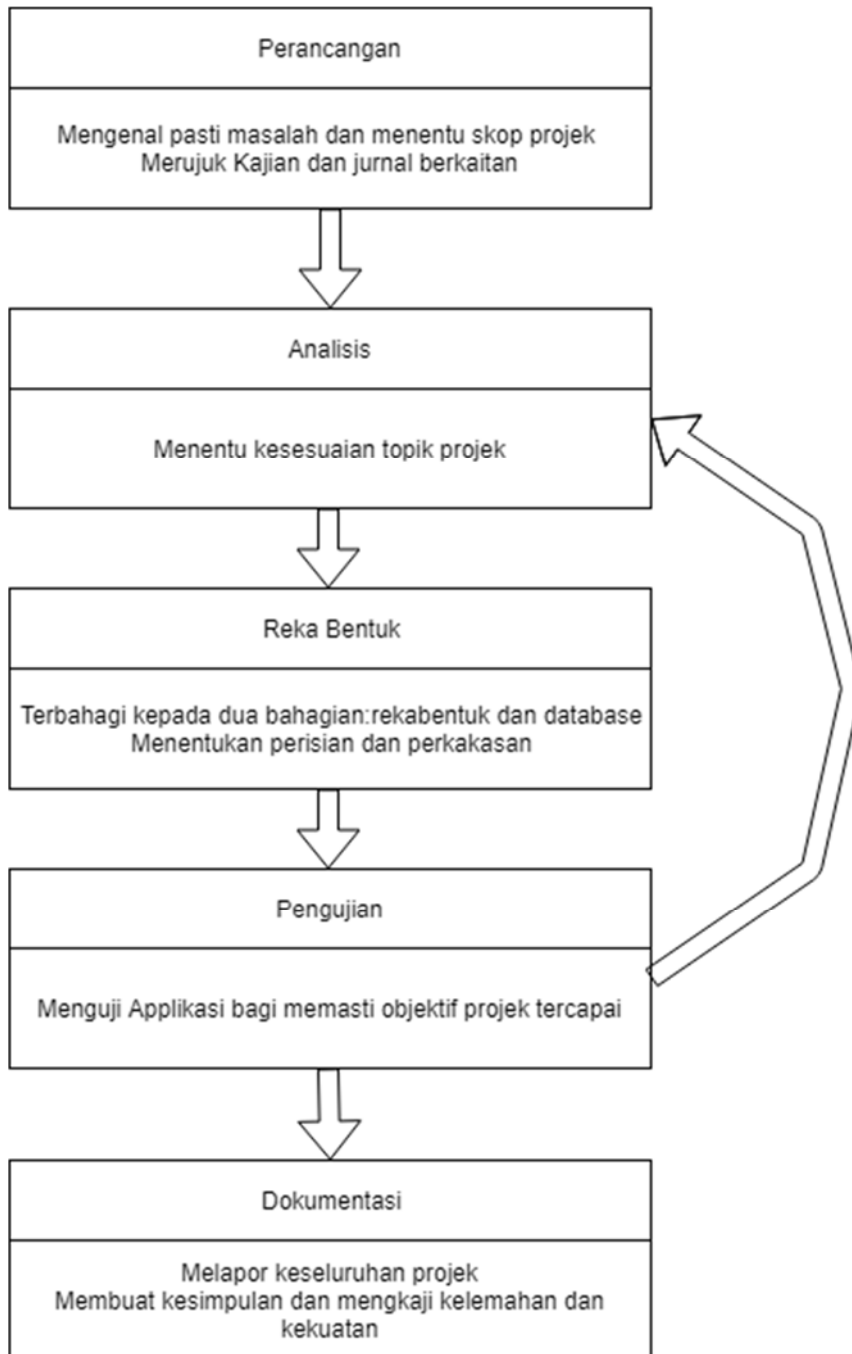 Perancangan
Mengenal pasti masalah dan menentu skop projek
Merujuk Kajian dan jurnal berkaitan
Analisis
Menentu kesesuaian topik projek
Reka Bentuk
Terbahagi kepada dua bahagian:rekabentuk dan database
Menentukan perisian dan perkakasan
Pengujian
Menguji Applikasi bagi memasti objektif projek tercapai
Dokumentasi
Melapor keseluruhan projek
Membuat kesimpulan dan mengkaji kelemahan dan
kekuatan